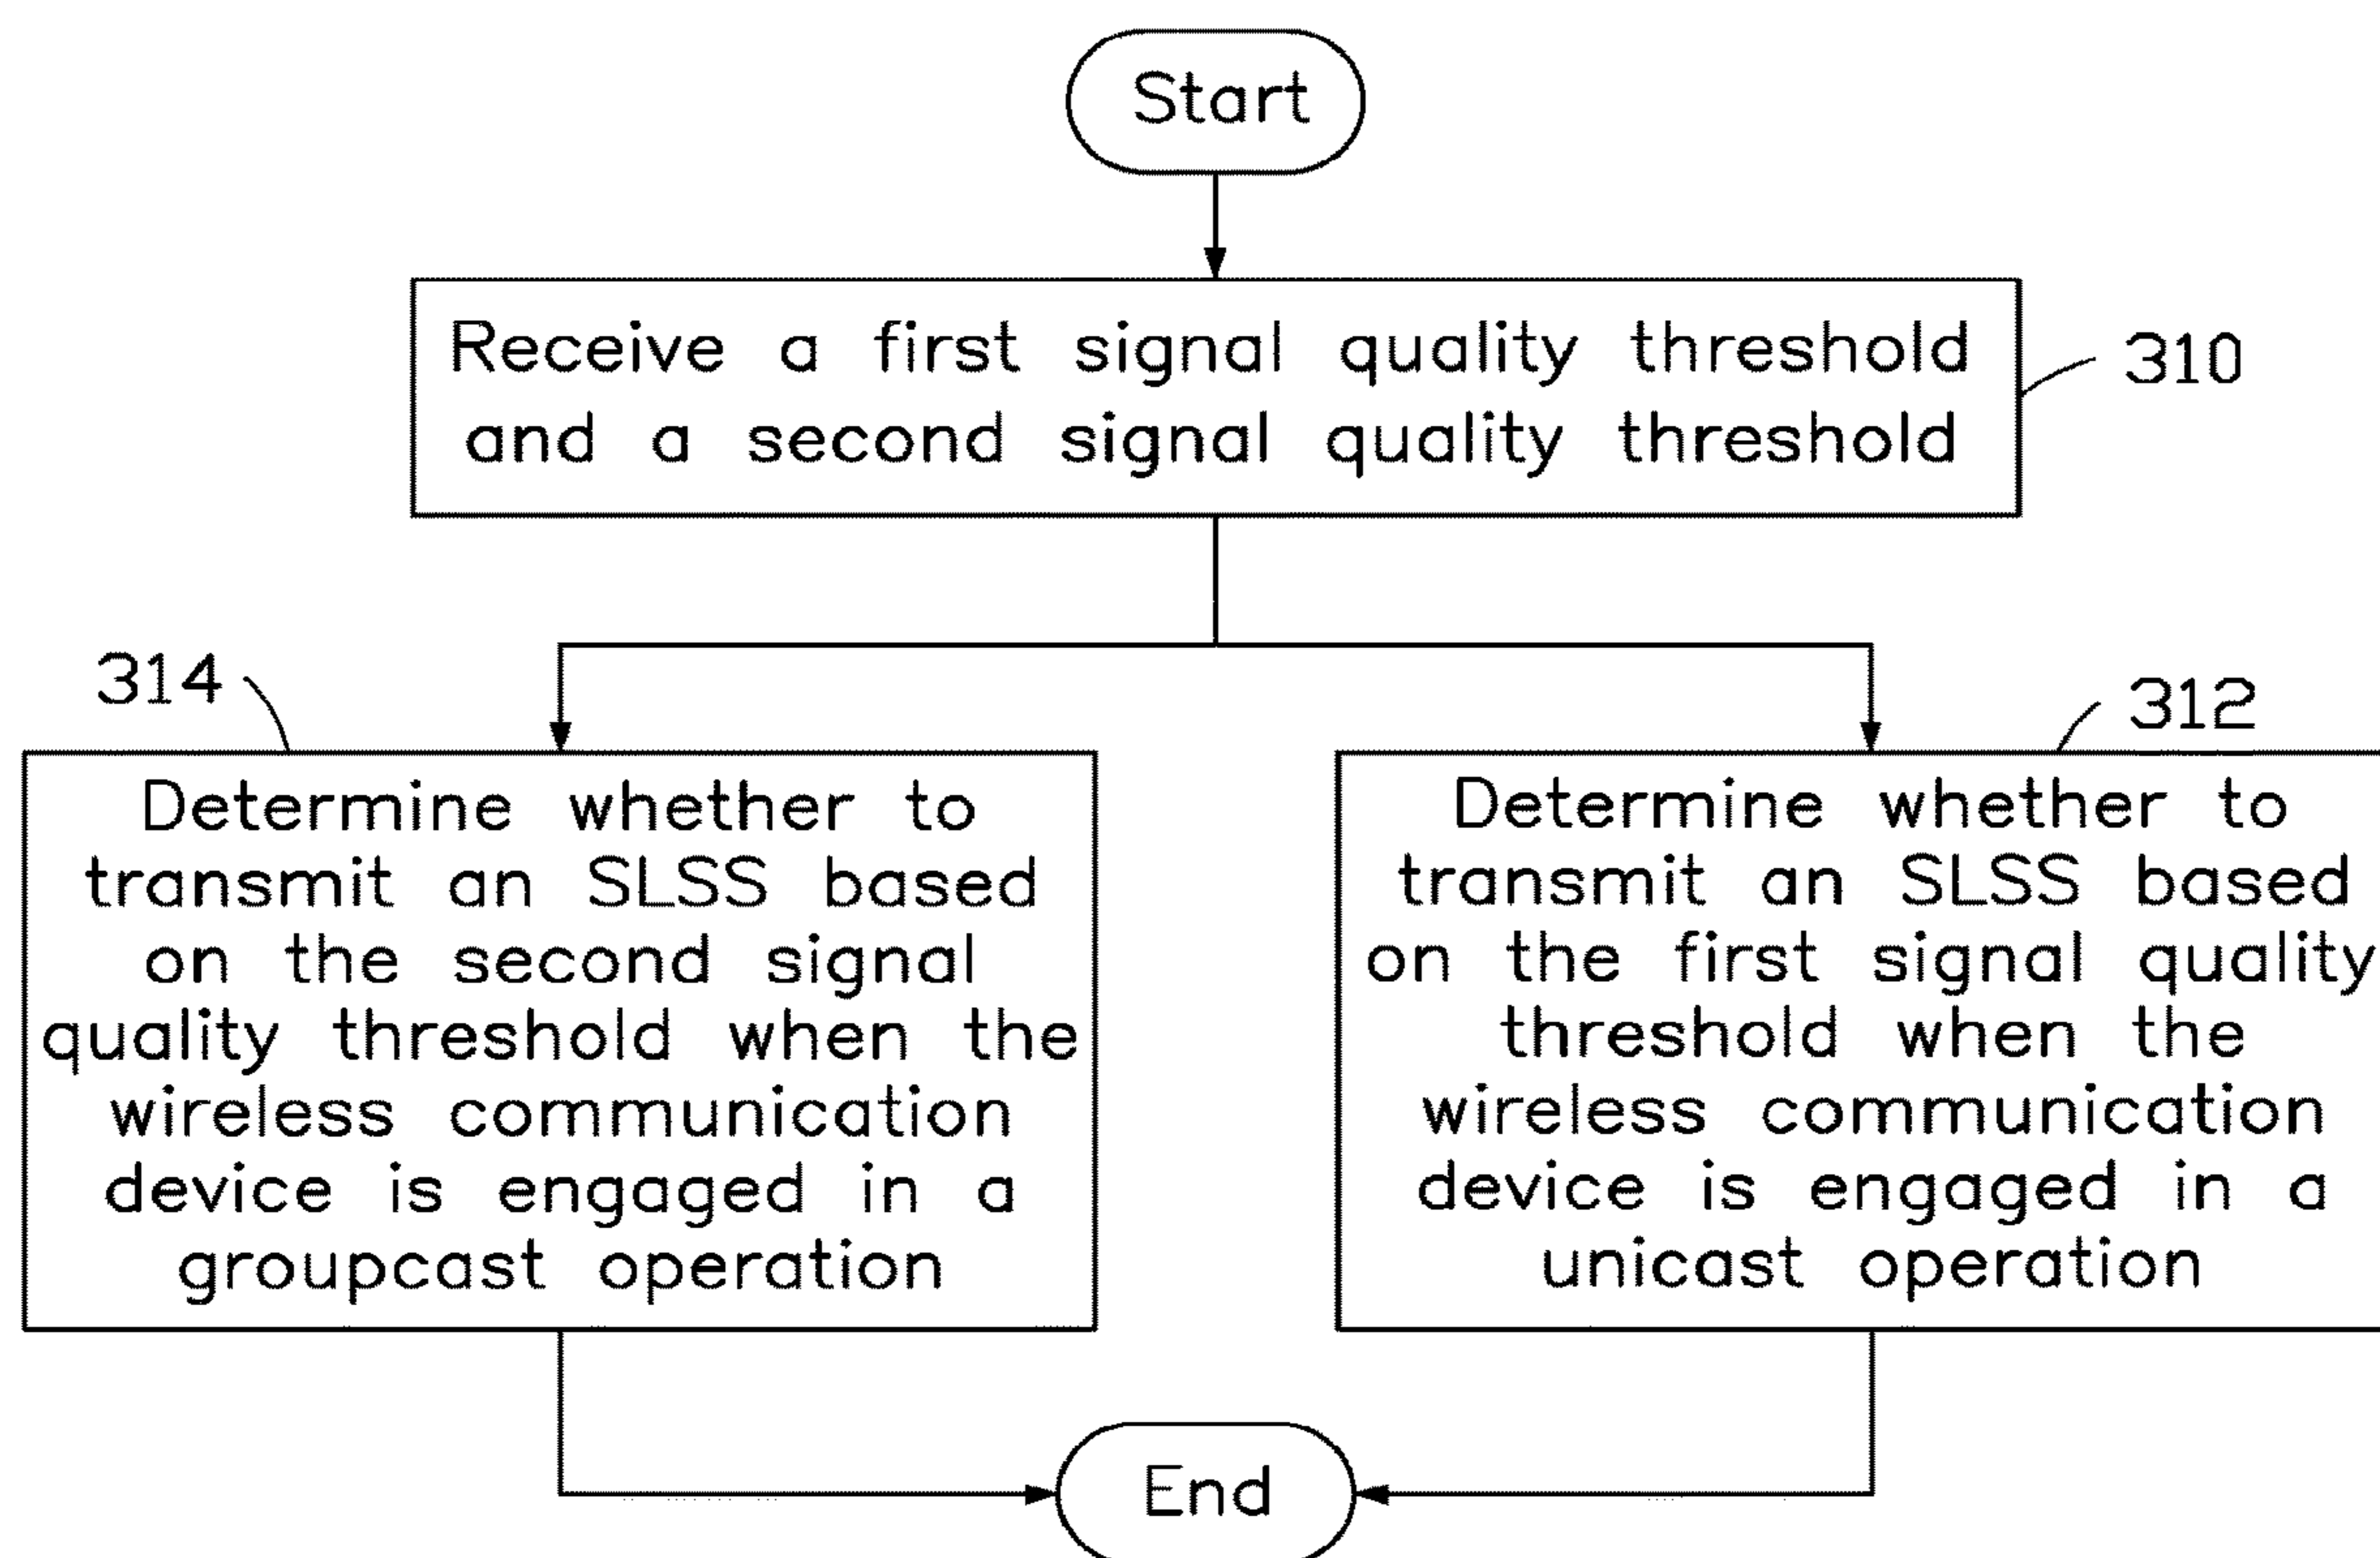 Start
Receive a first signal quality threshold
and a second signal quality threshold
310
314
Determine whether to
transmit an SLSS based
on the second signal
quality threshold when the
wireless communication
device is engaged in a
groupcast operation
312
Determine whether to
transmit an SLSS based
on the first signal quality
threshold when the
wireless communication
device is engaged in a
unicast operation
End